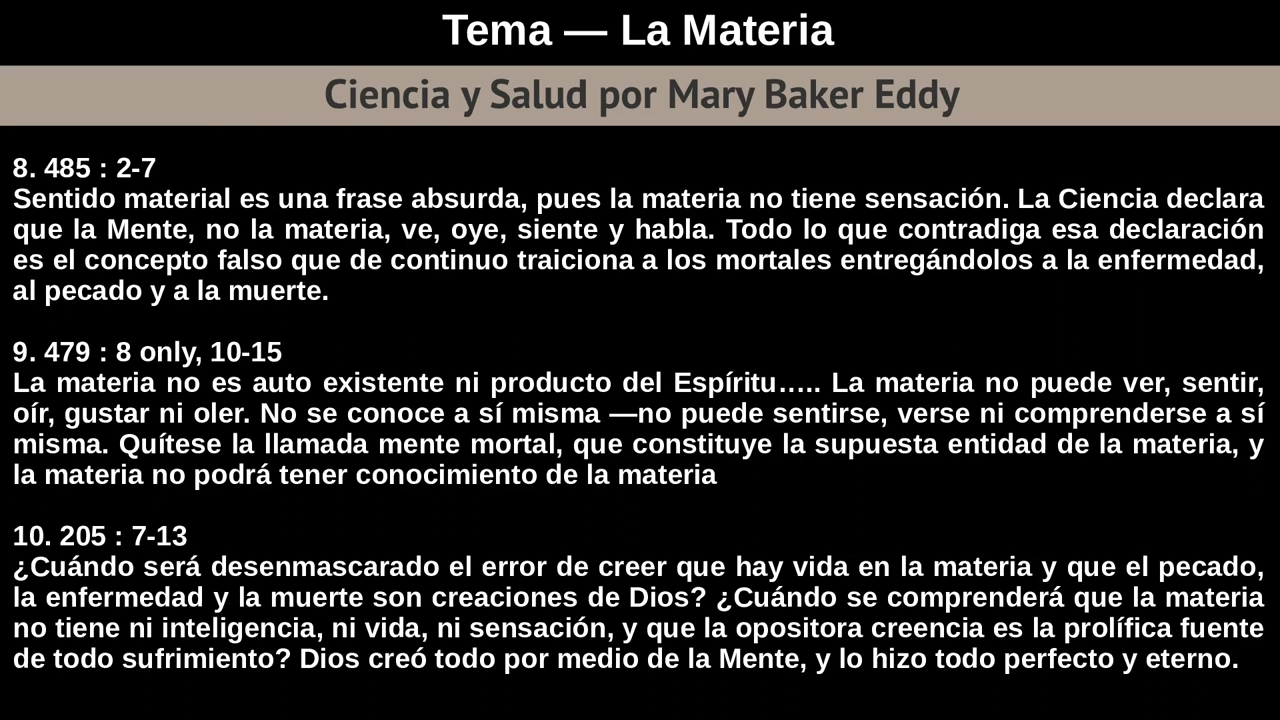 Tema — La Materia
Ciencia y Salud por Mary Baker Eddy
8. 485 : 2-7
Sentido material es una frase absurda, pues la materia no tiene sensación. La Ciencia declara
que la Mente, no la materia, ve, oye, siente y habla. Todo lo que contradiga esa declaración
es el concepto falso que de continuo traiciona a los mortales entregándolos a la enfermedad,
al pecado y a la muerte.
9. 479 : 8 only, 10-15
La materia no es auto existente ni producto del Espíritu..... La materia no puede ver, sentir,
oír, gustar ni oler. No se conoce a sí misma —no puede sentirse, verse ni comprenderse a sí
misma. Quítese la llamada mente mortal, que constituye la supuesta entidad de la materia, y
la materia no podrá tener conocimiento de la materia
10. 205 : 7-13
¿Cuándo será desenmascarado el error de creer que hay vida en la materia y que el pecado,
la enfermedad y la muerte son creaciones de Dios? ¿Cuándo se comprenderá que la materia
no tiene ni inteligencia, ni vida, ni sensación, y que la opositora creencia es la prolífica fuente
de todo sufrimiento? Dios creó todo por medio de la Mente, y lo hizo todo perfecto y eterno.